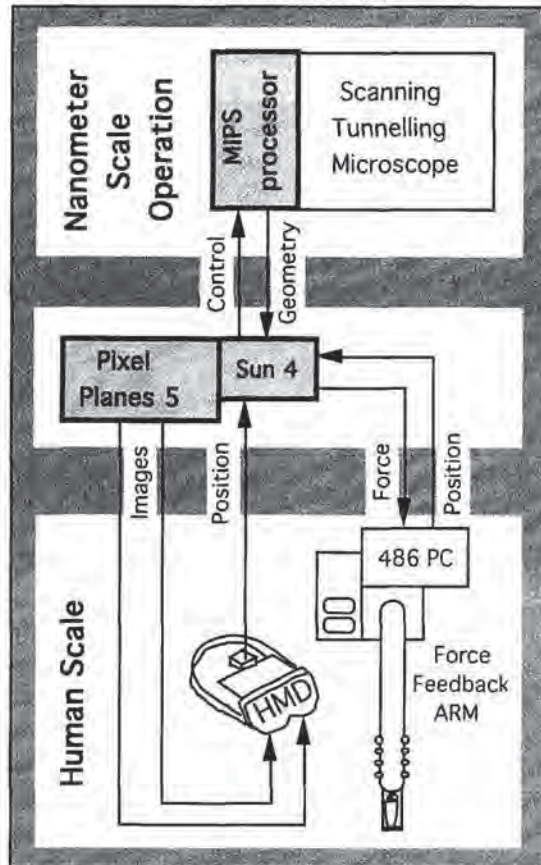 Nanometer
Scale
Operation
MIPS
processor
Scanning
Tunnelling
Microscope
Control
Geometry
Pixel
Planes 5
Sun 4
Images
Position
Force
Position
Human Scale
HMD
486 PC
Force
Feedback
ARM